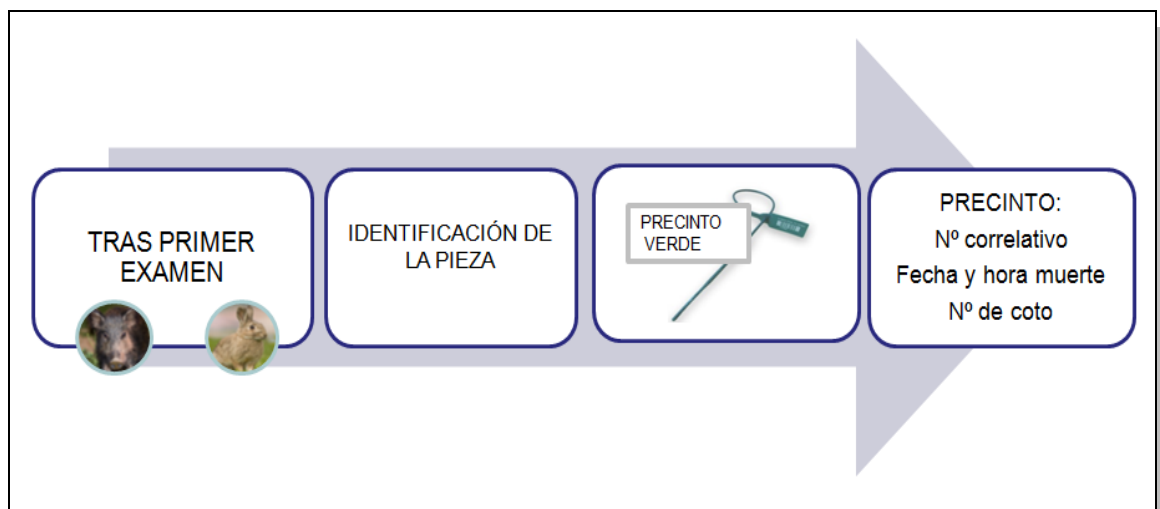 TRAS PRIMER
EXAMEN
IDENTIFICACIÓN DE
LA PIEZA
PRECINTO
VERDE
PRECINTO:
Nº correlativo
Fecha y hora muerte
Nº de coto